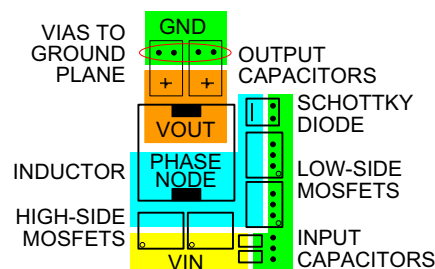 VIAS TO
GROUND
PLANE
GND
OUTPUT
CAPACITORS
VOUT
SCHOTTKY
DIODE
INDUCTOR
PHASE
NODE
LOW-SIDE
MOSFETS
HIGH-SIDE
MOSFETS
VIN
INPUT
CAPACITORS